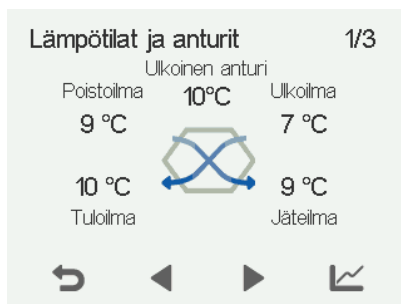 Lämpötilat ja anturit 1/3
Ulkoinen anturi
Poistoilma 10°C Ulkoilma
9 °C 7 °C
10 °C 9 °C
Tuloilma Jäteilma